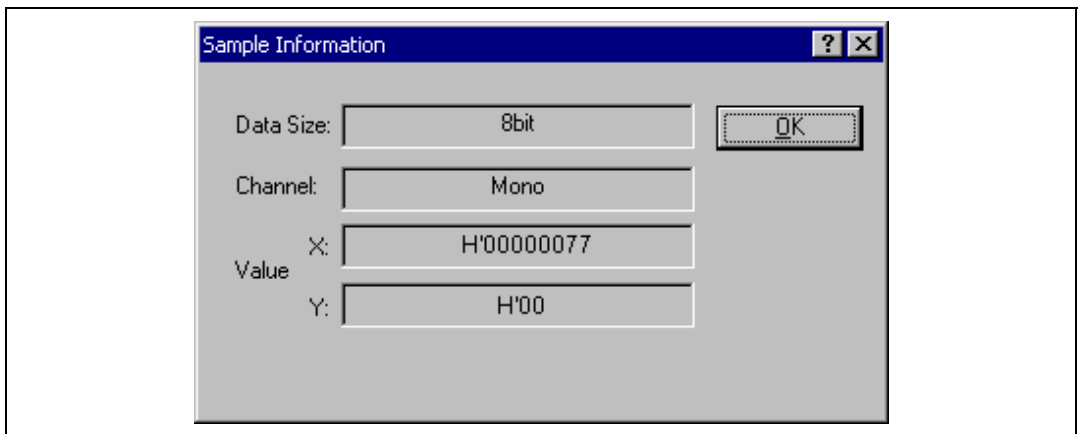 Sample Information
Data Size: 8bit OK
Channel: Mono
X: H'00000077
Value
Y: H'00